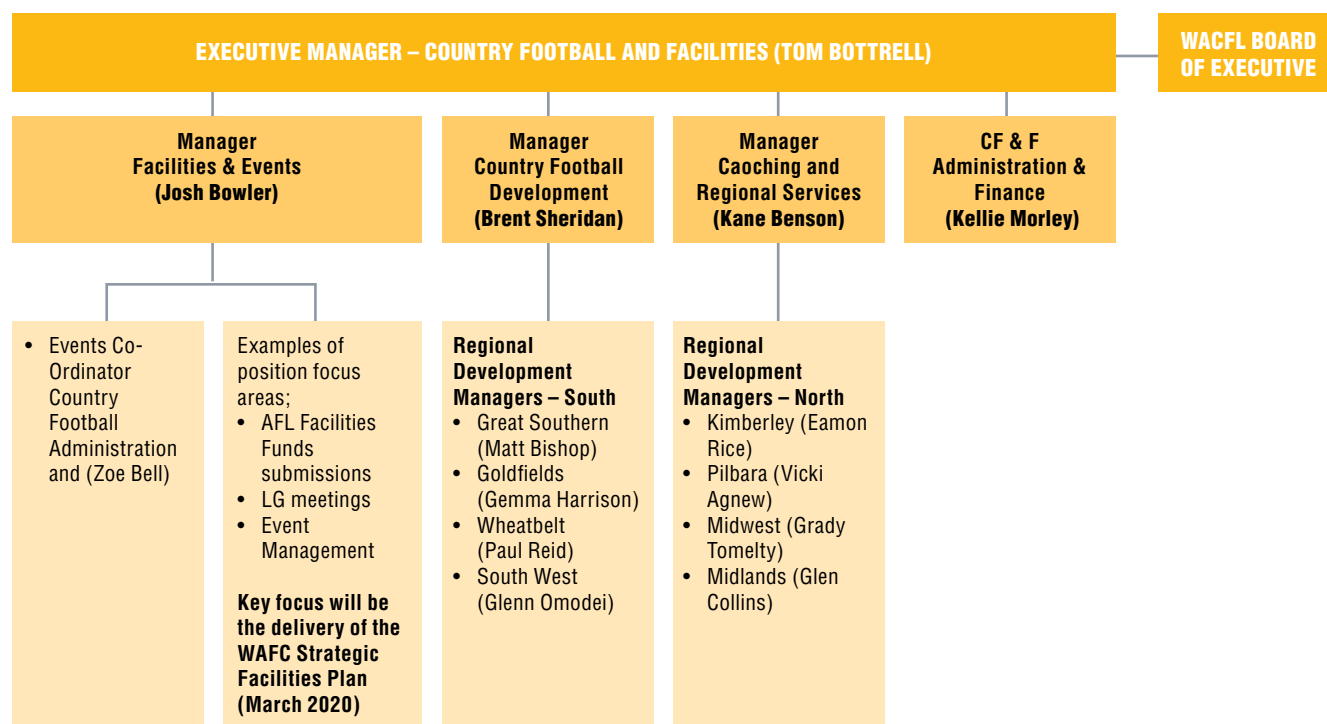 EXECUTIVE MANAGER – COUNTRY FOOTBALL AND FACILITIES (TOM BOTTRELL)
WACFL BOARD
OF EXECUTIVE
Manager
Facilities & Events
(Josh Bowler)
Manager
Country Football
Development
(Brent Sheridan)
Manager
Caoching and
Regional Services
(Kane Benson)
CF & F
Administration &
Finance
(Kellie Morley)
• Events Co-
Ordinator
Country
Football
Administration
and (Zoe Bell)
Examples of
position focus
areas;
• AFL Facilities
Funds
submissions
• LG meetings
• Event
Management
Key focus will be
the delivery of the
WAFC Strategic
Facilities Plan
(March 2020)
Regional
Development
Managers – South
• Great Southern
(Matt Bishop)
• Goldfields
(Gemma Harrison)
• Wheatbelt
(Paul Reid)
• South West
(Glenn Omodei)
Regional
Development
Managers – North
• Kimberley (Eamon
Rice)
• Pilbara (Vicki
Agnew)
• Midwest (Grady
Tomelty)
• Midlands (Glen
Collins)